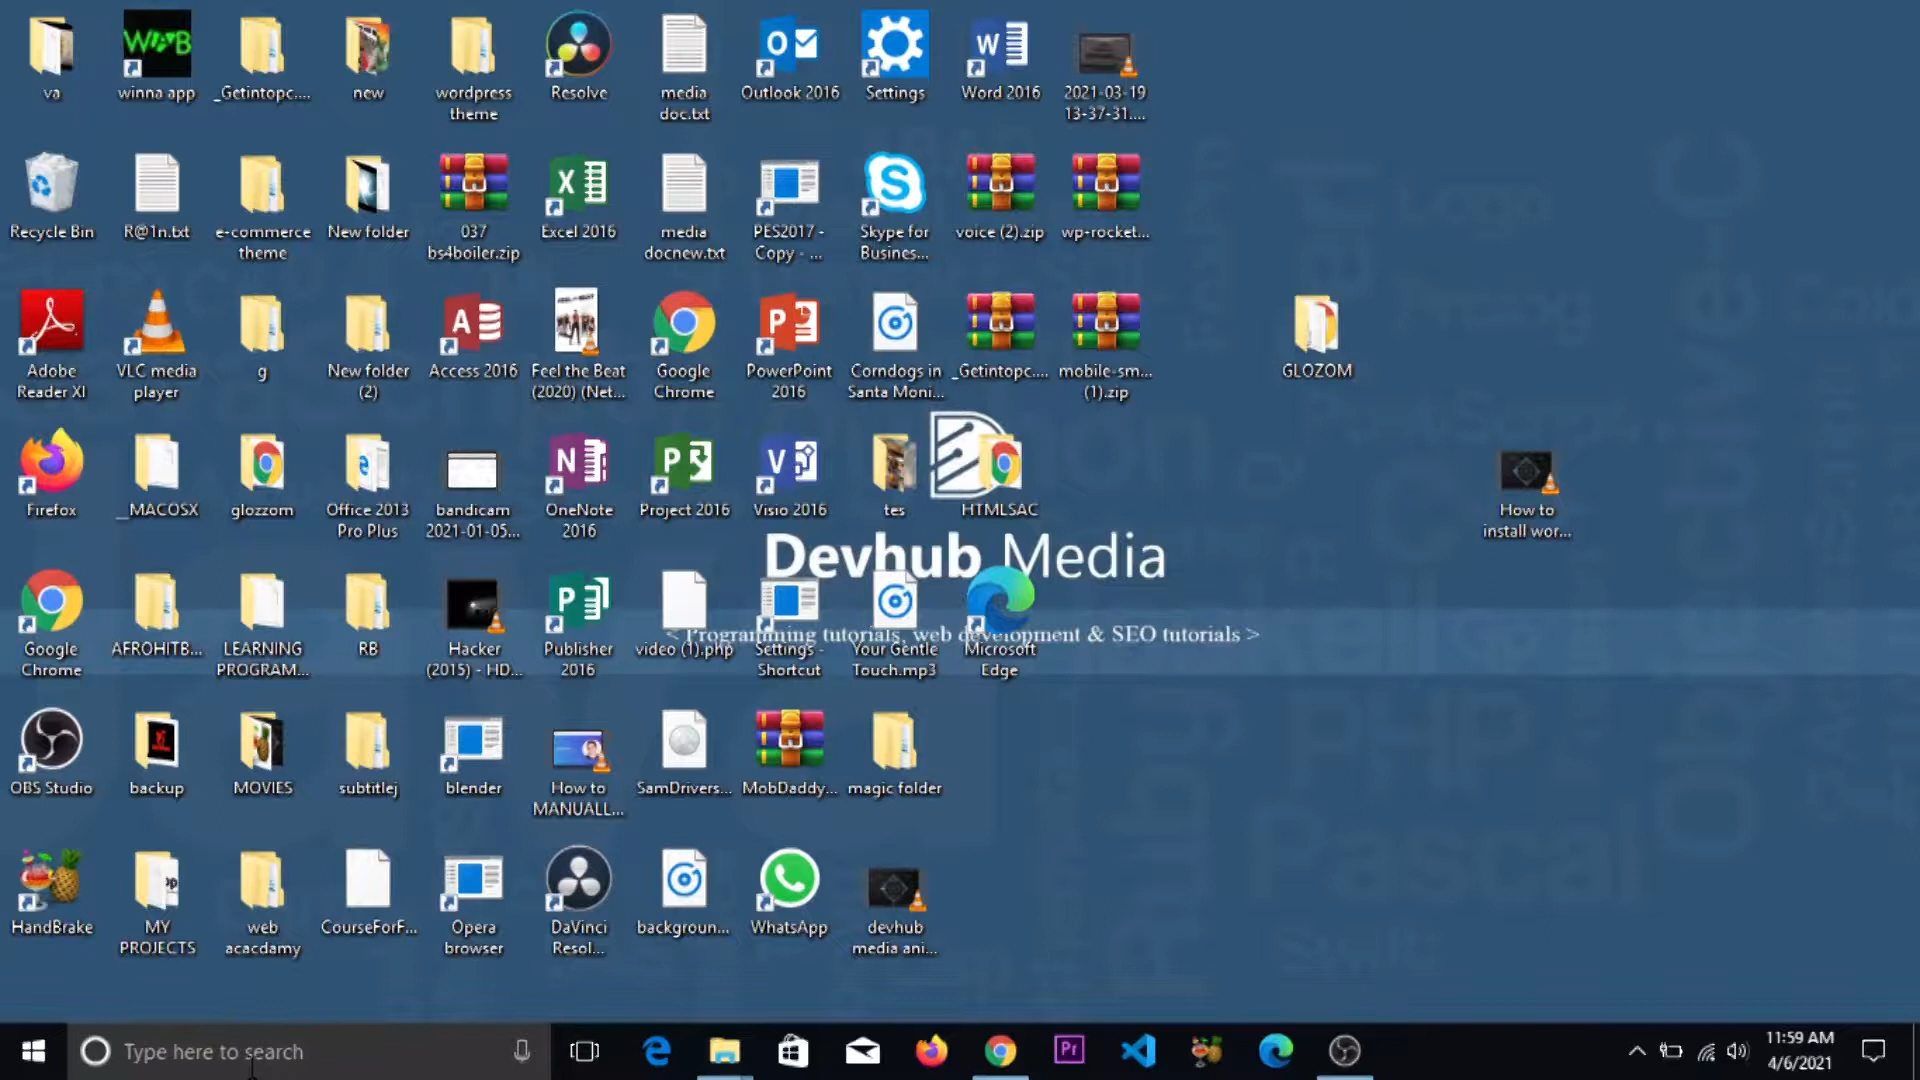 va
winna app
_Getintopc....
new
wordpress
theme
Resolve
media
doc.txt
Outlook 2016
Settings
Word 2016
2021-03-19
13-37-31....
Recycle Bin
R@1n.txt
e-commerce
theme
New folder
037
bs4boiler.zip
Excel 2016
media
docnew.txt
PES2017 -
Copy - ...
Skype for
Busines...
voice (2).zip
wp-rocket...
Adobe
Reader XI
VLC media
player
g
New folder
(2)
Access 2016
Feel the Beat
(2020) (Net...
Google
Chrome
PowerPoint
2016
Corndogs in
Santa Moni...
_Getintopc....
mobile-sm...
(1).zip
GLOZOM
Firefox
__MACOSX
glozzom
Office 2013
Pro Plus
bandicam
2021-01-05...
OneNote
2016
Project 2016
Visio 2016
tes
HTMLSAC
How to
install wor...
Devhub Media
< Programming tutorials, web development & SEO tutorials >
Google
Chrome
AFROHITB...
LEARNING
PROGRAM...
RB
Hacker
(2015) - HD...
Publisher
2016
video (1).php
Settings -
Shortcut
Your Gentle
Touch.mp3
Microsoft
Edge
OBS Studio
backup
MOVIES
subtitlej
blender
How to
MANUALL...
SamDrivers...
MobDaddy...
magic folder
HandBrake
MY
PROJECTS
web
acacdamy
CourseForF...
Opera
browser
DaVinci
Resol...
backgroun...
WhatsApp
devhub
media ani...
Pascal
PHP
Ruby
Swift
Type here to search
Pr
11:59 AM
4/6/2021